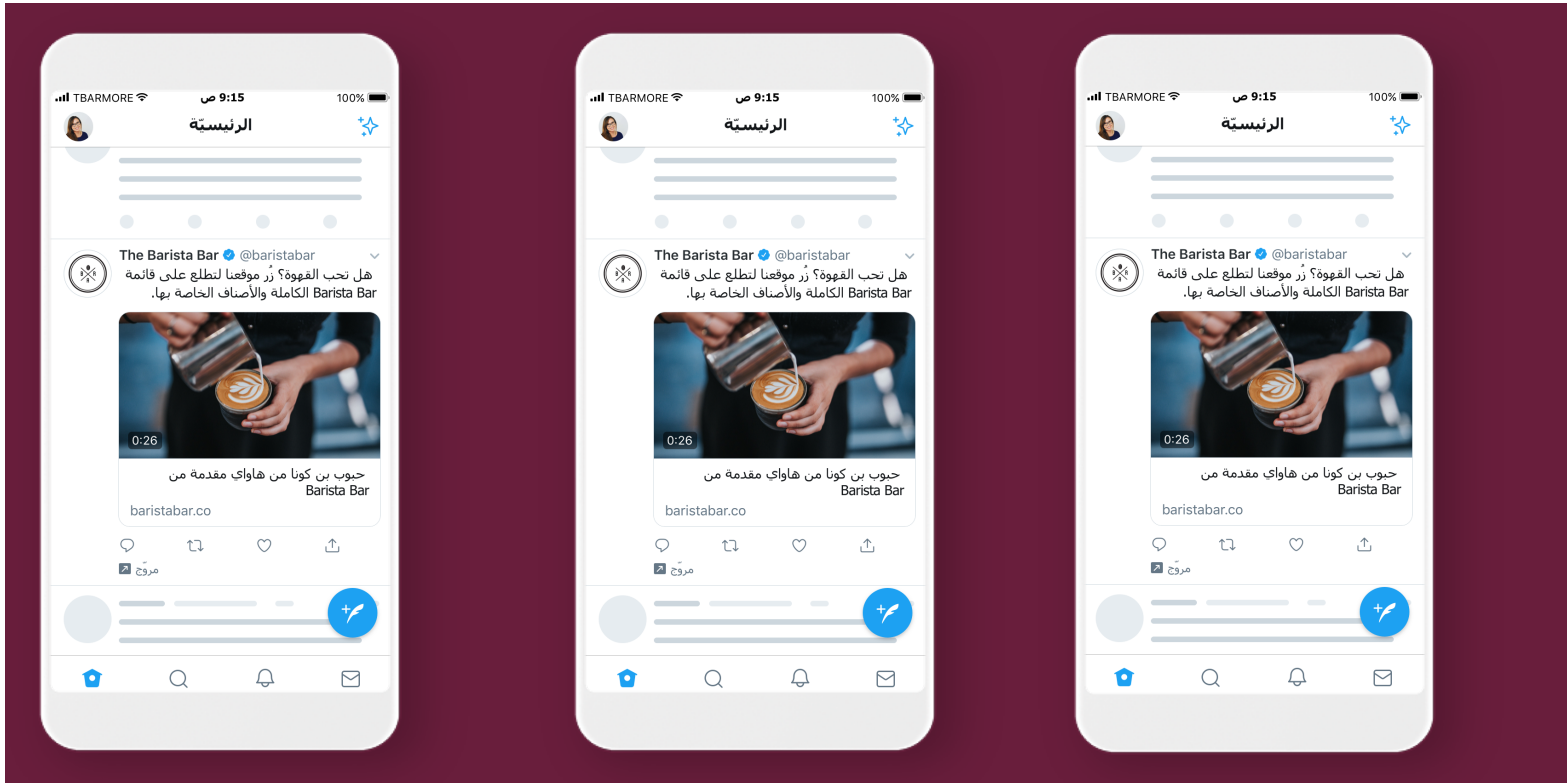 TBARMORE 9:15 ص 100%
الرئيسيّة
The Barista Bar @baristabar
هل تحب القهوة؟ زُر موقعنا لتطلع على قائمة
Barista Bar الكاملة والأصناف الخاصة بها.
0:26
حبوب بن كونا من هاواي مقدمة من
Barista Bar
baristabar.co
مروّج
TBARMORE 9:15 ص 100%
الرئيسيّة
The Barista Bar @baristabar
هل تحب القهوة؟ زُر موقعنا لتطلع على قائمة
Barista Bar الكاملة والأصناف الخاصة بها.
0:26
حبوب بن كونا من هاواي مقدمة من
Barista Bar
baristabar.co
مروّج
TBARMORE 9:15 ص 100%
الرئيسيّة
The Barista Bar @baristabar
هل تحب القهوة؟ زُر موقعنا لتطلع على قائمة
Barista Bar الكاملة والأصناف الخاصة بها.
0:26
حبوب بن كونا من هاواي مقدمة من
Barista Bar
baristabar.co
مروّج